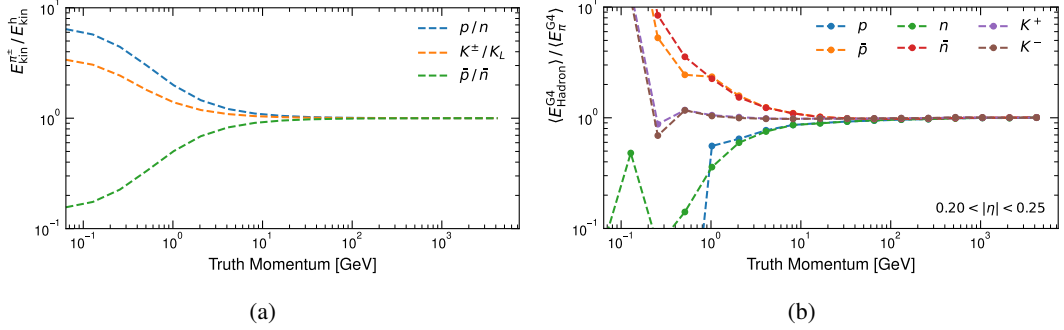 E_kin^{π±} / E_kin^h
10¹
10⁰
10⁻¹
p / n
K± / K_L
p̄ / n̄
10⁻¹ 10⁰ 10¹ 10² 10³
Truth Momentum [GeV]
(a)
⟨E_Hadron^{G4}⟩ / ⟨E_π^{G4}⟩
10¹
10⁰
10⁻¹
p n K⁺
p̄ n̄ K⁻
0.20 < |η| < 0.25
10⁻¹ 10⁰ 10¹ 10² 10³
Truth Momentum [GeV]
(b)